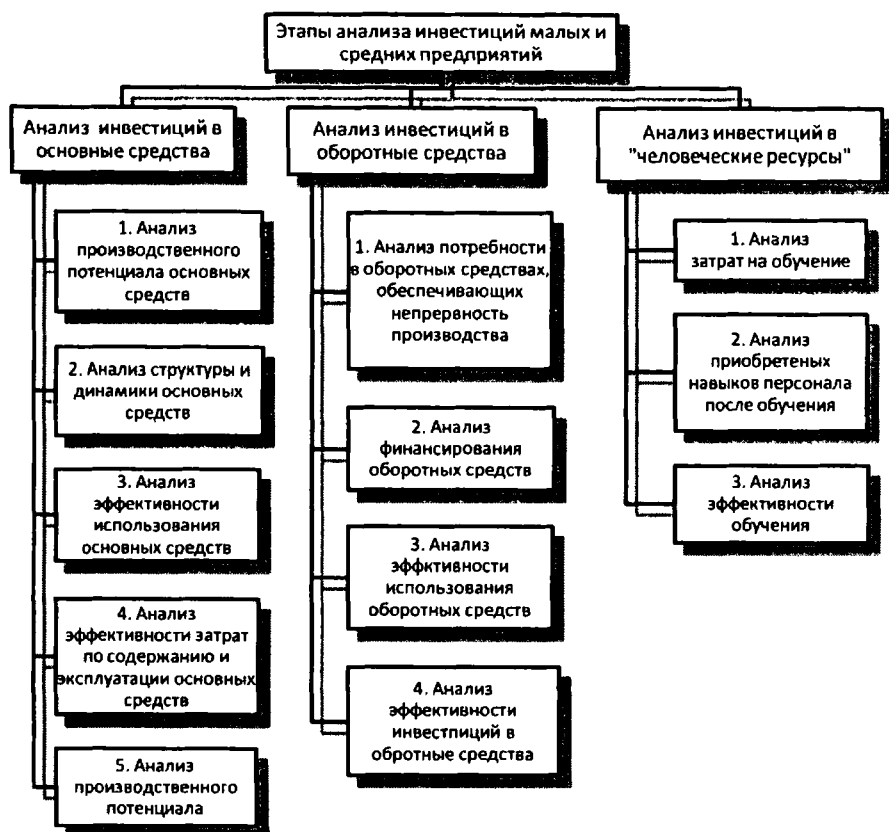 Этапы анализа инвестиций малых и
средних предприятий
Анализ инвестиций в
основные средства
1. Анализ
производственного
потенциала основных
средств
2. Анализ структуры и
динамики основных
средств
3. Анализ
эффективности
использования
основных средств
4. Анализ
эффективности затрат
по содержанию и
эксплуатации основных
средств
5. Анализ
производственного
потенциала
Анализ инвестиций в
оборотные средства
1. Анализ потребности
в оборотных средствах,
обеспечивающих
непрервность
производства
2. Анализ
финансирования
оборотных средств
3. Анализ
эффктивности
использования
оборотных средств
4. Анализ
эффективности
инвестпиций в
обротные средства
Анализ инвестиций в
"человеческие ресурсы"
1. Анализ
затрат на обучение
2. Анализ
приобретеных
навыков персонала
после обучения
3. Анализ
эффективности
обучения